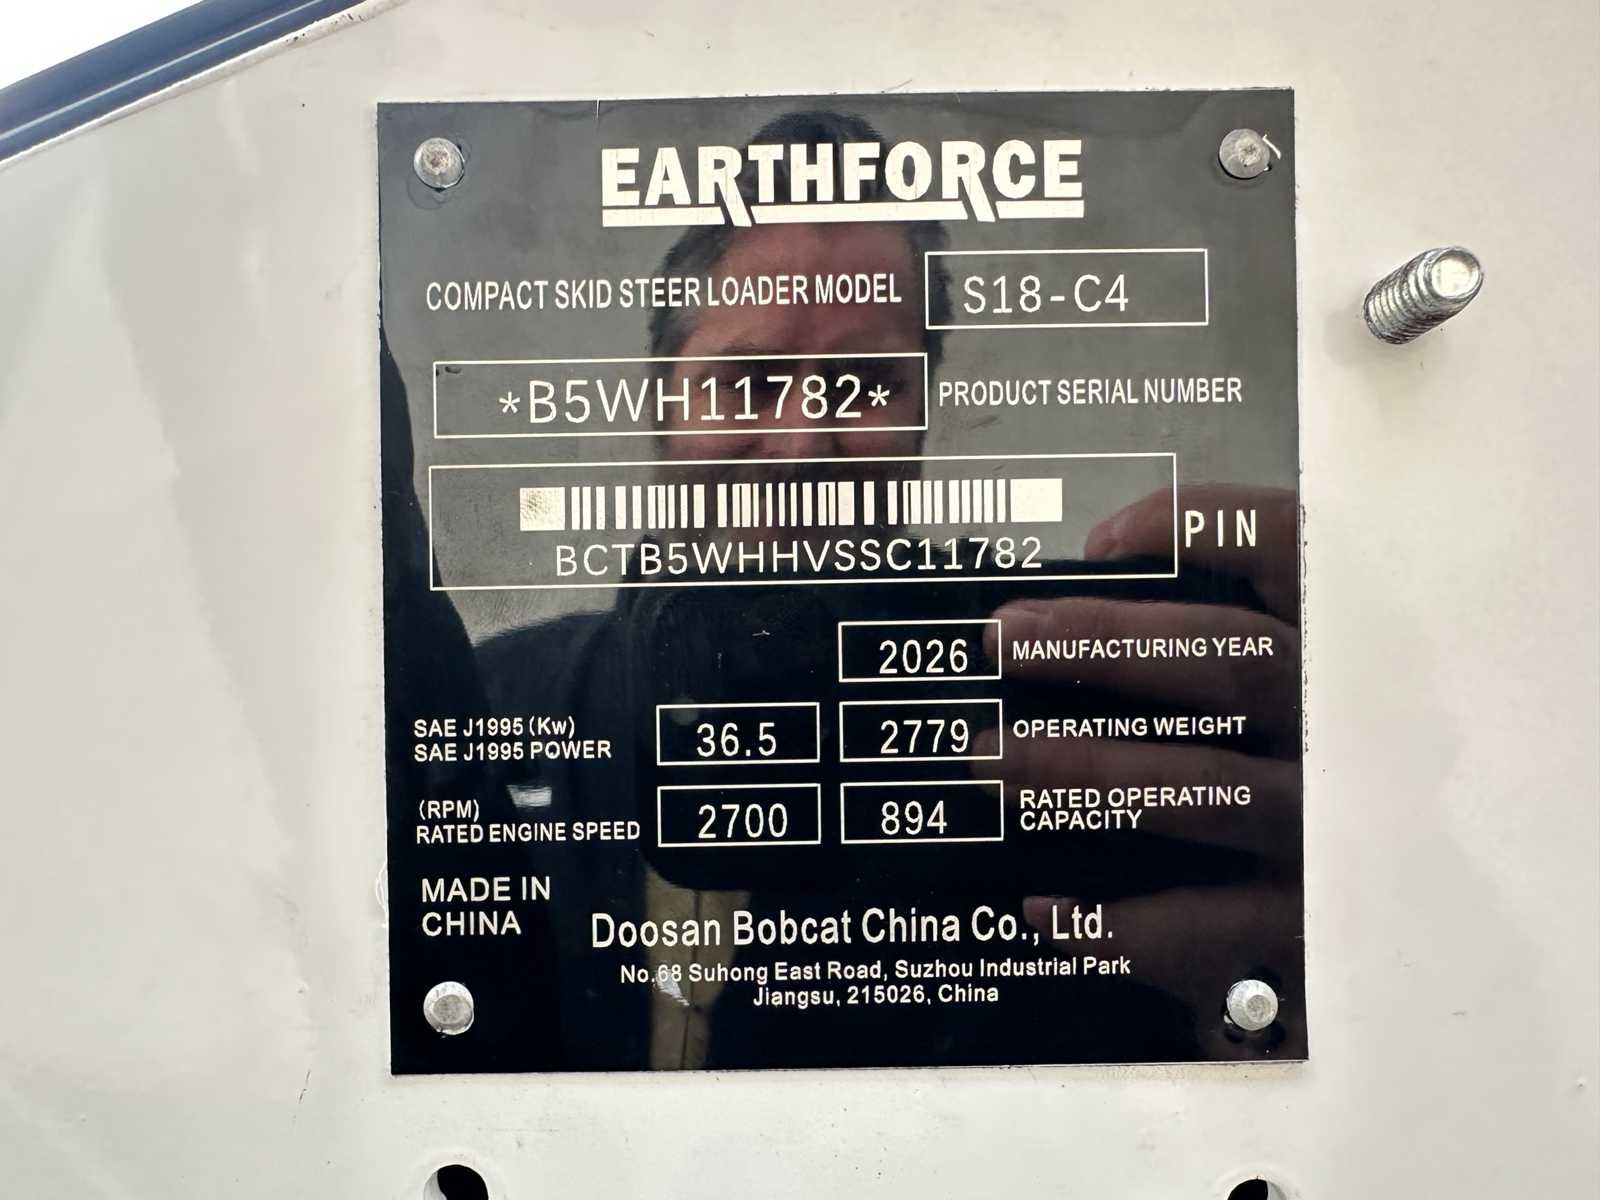 EARTHFORCE
COMPACT SKID STEER LOADER MODEL S18-C4
*B5WH11782* PRODUCT SERIAL NUMBER
BCTB5WHHVSSC11782 PIN
2026 MANUFACTURING YEAR
SAE J1995 (Kw)
SAE J1995 POWER 36.5 2779 OPERATING WEIGHT
(RPM)
RATED ENGINE SPEED 2700 894 RATED OPERATING
CAPACITY
MADE IN
CHINA
Doosan Bobcat China Co., Ltd.
No.68 Suhong East Road, Suzhou Industrial Park
Jiangsu, 215026, China